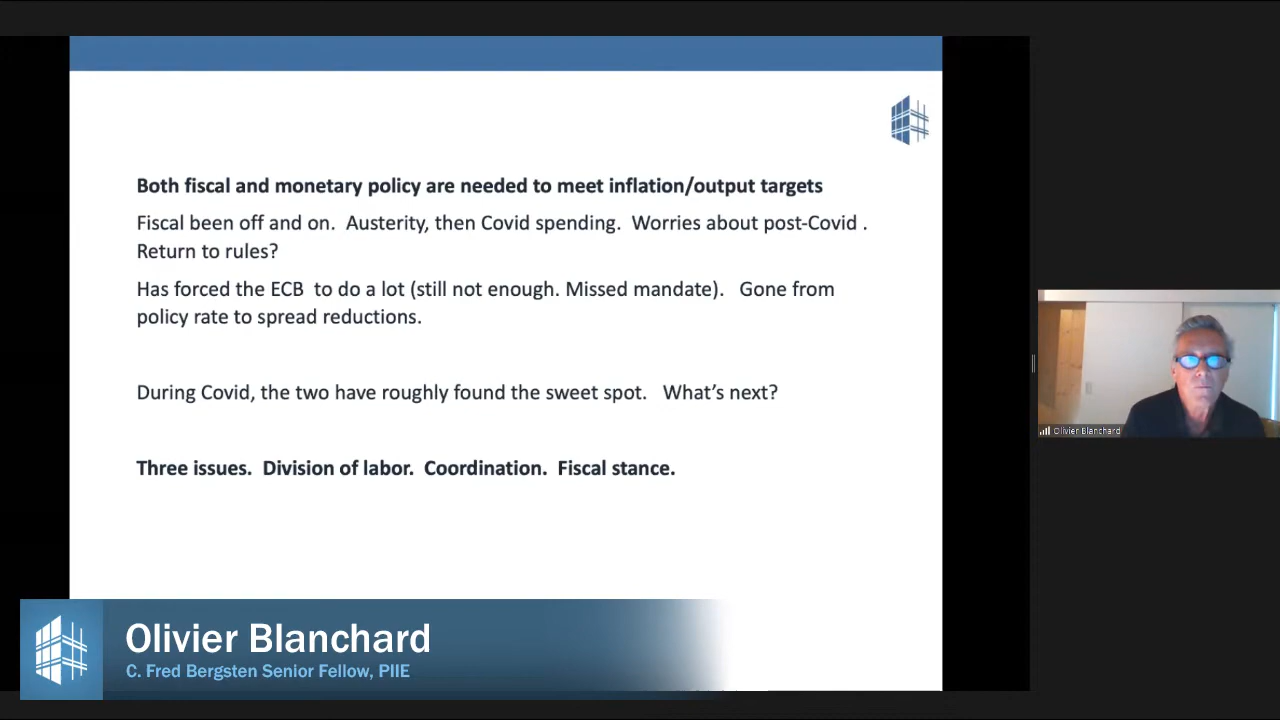 Both fiscal and monetary policy are needed to meet inflation/output targets
Fiscal been off and on.  Austerity, then Covid spending.  Worries about post-Covid .
Return to rules?
Has forced the ECB  to do a lot (still not enough. Missed mandate).   Gone from
policy rate to spread reductions.
During Covid, the two have roughly found the sweet spot.   What’s next?
Three issues.  Division of labor.  Coordination.  Fiscal stance.
Olivier Blanchard
Olivier Blanchard
C. Fred Bergsten Senior Fellow, PIIE